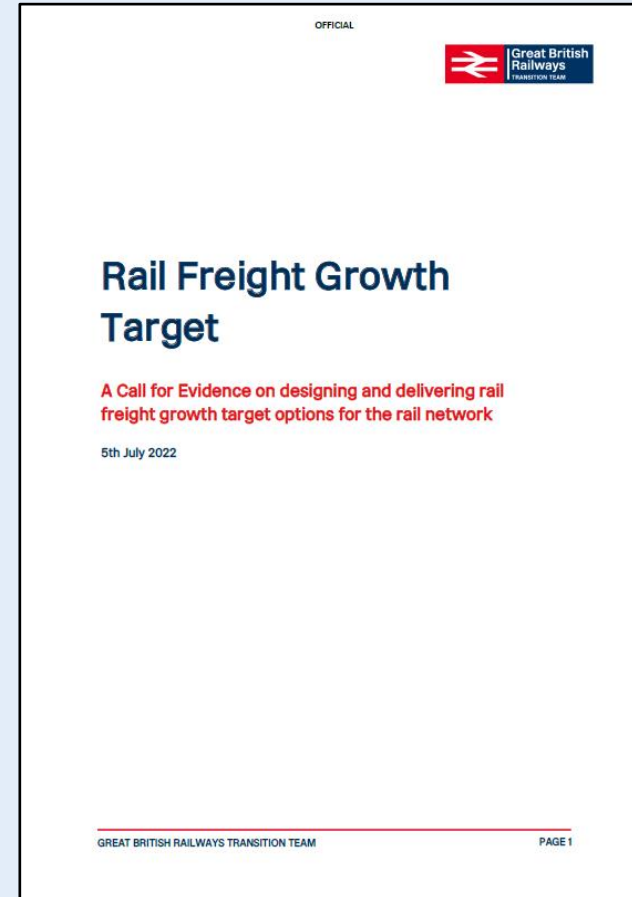 OFFICIAL
Great British
Railways
TRANSITION TEAM
Rail Freight Growth
Target
A Call for Evidence on designing and delivering rail
freight growth target options for the rail network
5th July 2022
GREAT BRITISH RAILWAYS TRANSITION TEAM PAGE 1